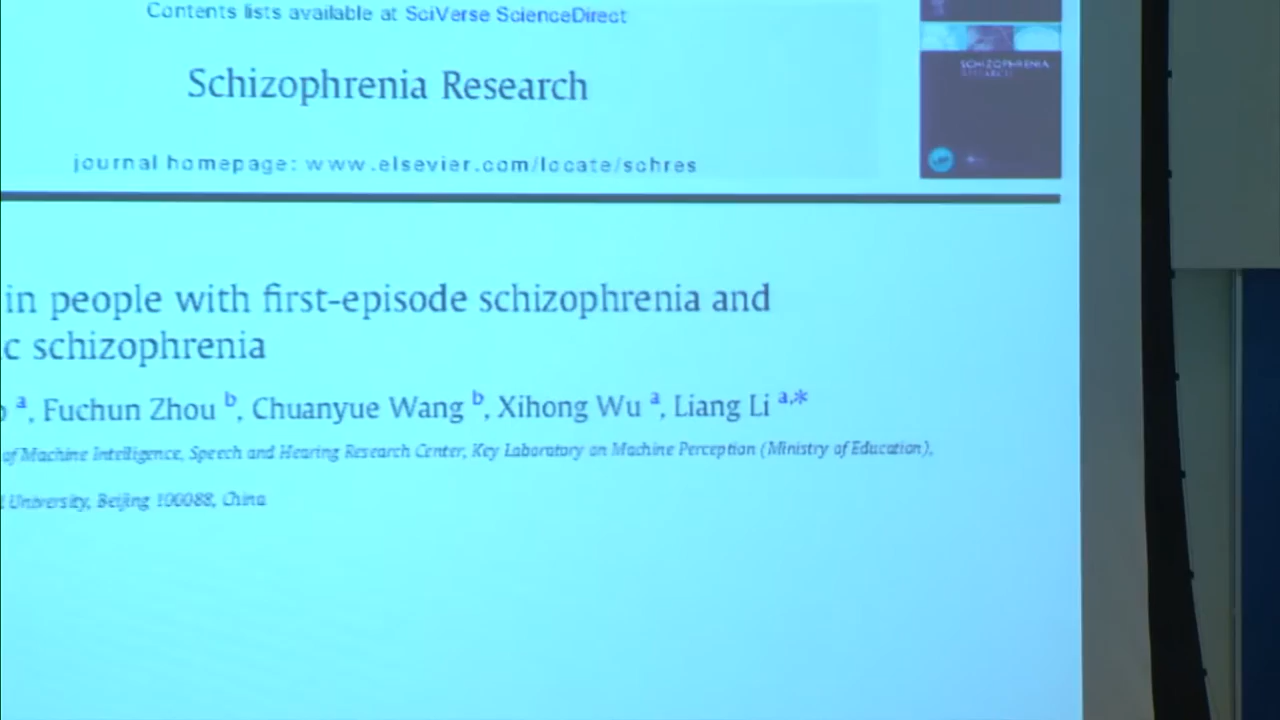 Contents lists available at SciVerse ScienceDirect
Schizophrenia Research
journal homepage: www.elsevier.com/locate/schres
SCHIZOPHRENIA
RESEARCH
in people with first-episode schizophrenia and
c schizophrenia
a, Fuchun Zhou b, Chuanyue Wang b, Xihong Wu a, Liang Li a,*
of Machine Intelligence, Speech and Hearing Research Center, Key Laboratory on Machine Perception (Ministry of Education),
University, Beijing 100088, China